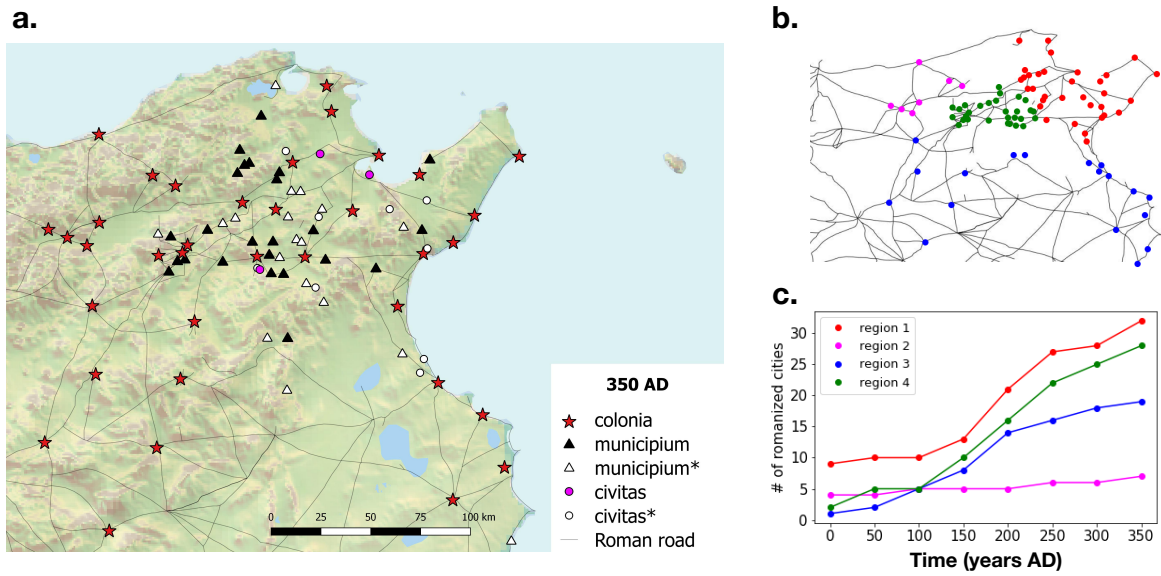 a.
350 AD
colonia
municipium
municipium*
civitas
civitas*
Roman road
0 25 50 75 100 km
b.
c.
region 1
region 2
region 3
region 4
# of romanized cities
30
25
20
15
10
5
0
0 50 100 150 200 250 300 350
Time (years AD)